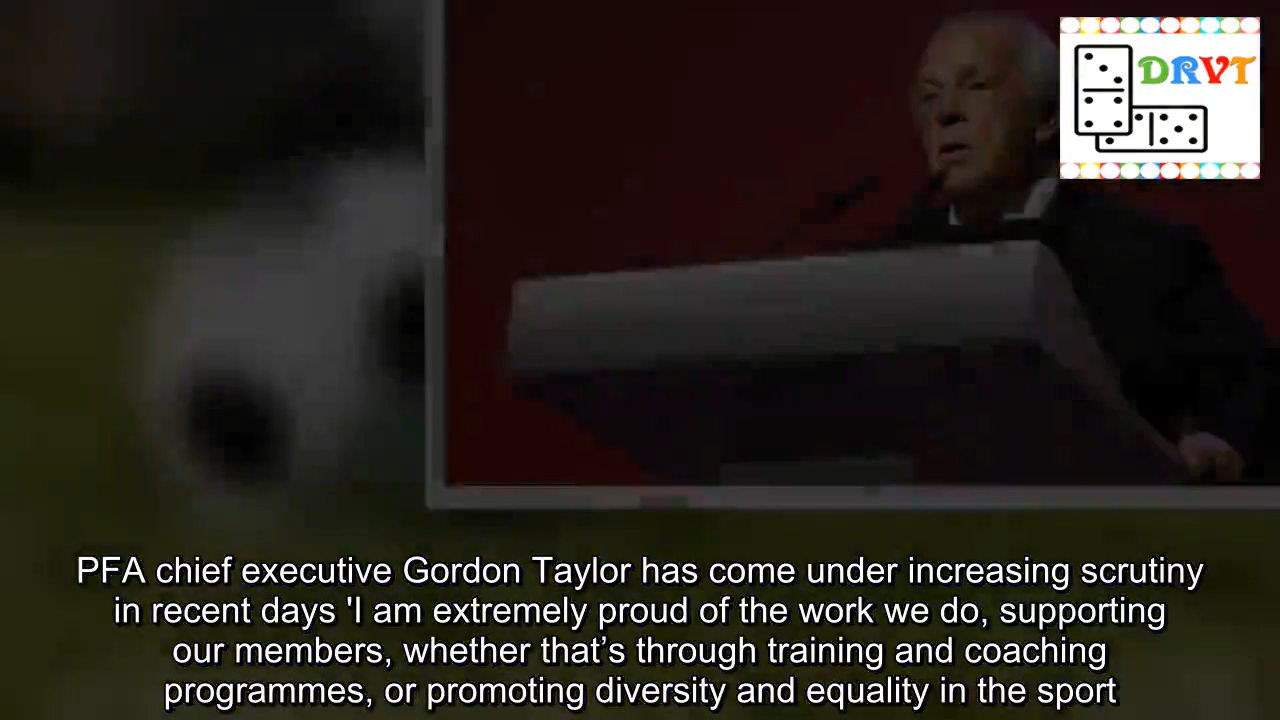 DRVT
PFA chief executive Gordon Taylor has come under increasing scrutiny
in recent days 'I am extremely proud of the work we do, supporting
our members, whether that’s through training and coaching
programmes, or promoting diversity and equality in the sport